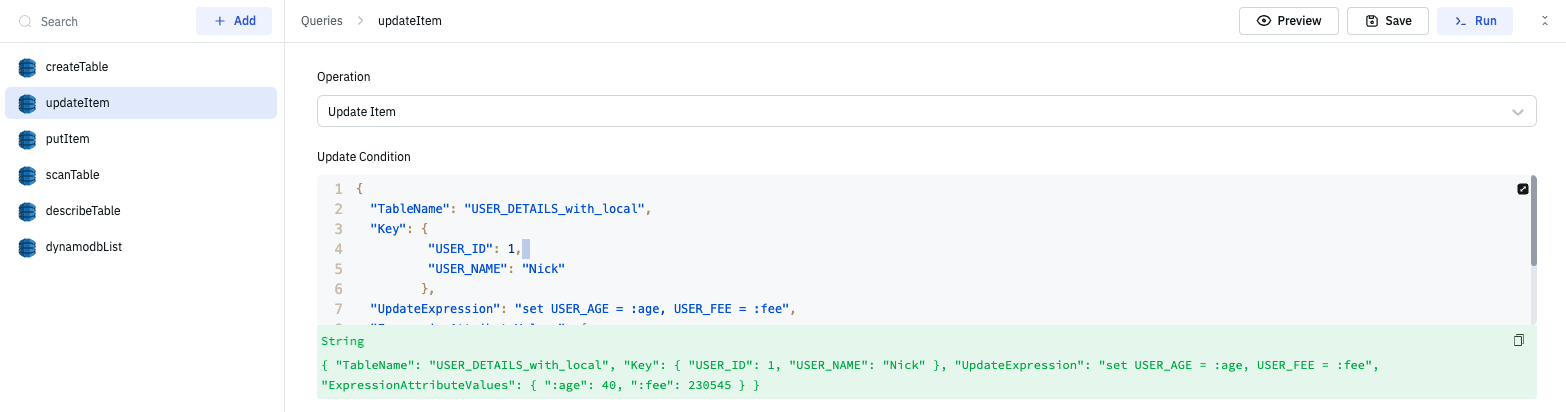 Search
+ Add
Queries > updateItem
Preview
Save
Run
createTable
updateItem
putItem
scanTable
describeTable
dynamodbList
Operation
Update Item
Update Condition
1 {
2 "TableName": "USER_DETAILS_with_local",
3 "Key": {
4 "USER_ID": 1,
5 "USER_NAME": "Nick"
6 },
7 "UpdateExpression": "set USER_AGE = :age, USER_FEE = :fee",
String
{ "TableName": "USER_DETAILS_with_local", "Key": { "USER_ID": 1, "USER_NAME": "Nick" }, "UpdateExpression": "set USER_AGE = :age, USER_FEE = :fee",
"ExpressionAttributeValues": { ":age": 40, ":fee": 230545 } }